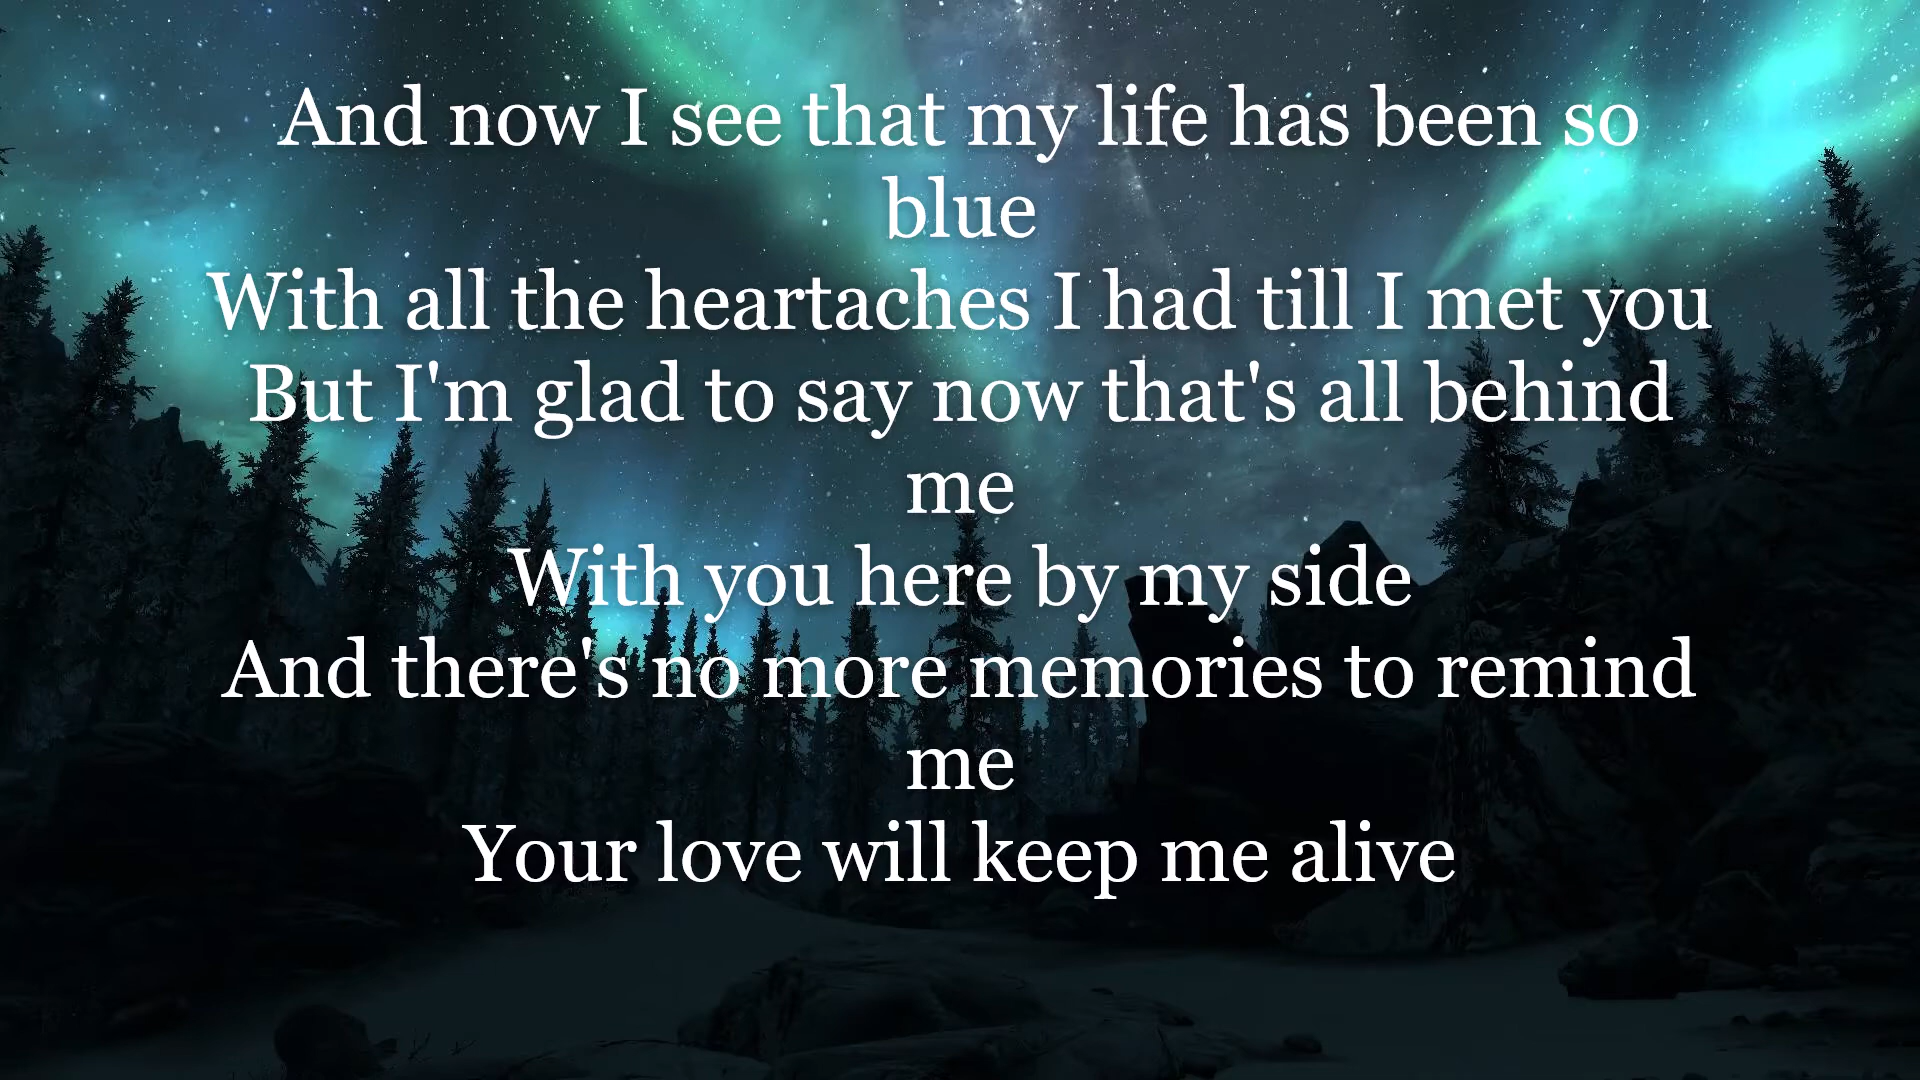 And now I see that my life has been so
blue
With all the heartaches I had till I met you
But I'm glad to say now that's all behind
me
With you here by my side
And there's no more memories to remind
me
Your love will keep me alive